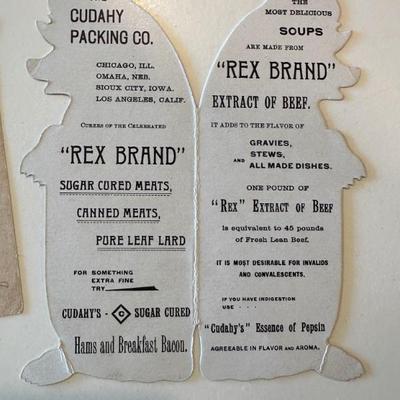 THE
CUDAHY
PACKING CO.
CHICAGO, ILL.
OMAHA, NEB.
SIOUX CITY, IOWA.
LOS ANGELES, CALIF.
CURERS OF THE CELEBRATED
"REX BRAND"
SUGAR CURED MEATS,
CANNED MEATS,
PURE LEAF LARD
FOR SOMETHING
EXTRA FINE
TRY
CUDAHY'S - C SUGAR CURED
Hams and Breakfast Bacon.
THE
MOST DELICIOUS
SOUPS
ARE MADE FROM
"REX BRAND"
EXTRACT OF BEEF.
IT ADDS TO THE FLAVOR OF
GRAVIES,
STEWS,
AND
ALL MADE DISHES.
ONE POUND OF
"Rex" Extract of Beef
is equivalent to 45 pounds
of Fresh Lean Beef.
IT IS MOST DESIRABLE FOR INVALIDS
AND CONVALESCENTS.
IF YOU HAVE INDIGESTION
USE · · ·
"Cudahy's" Essence of Pepsin
AGREEABLE IN FLAVOR AND AROMA.